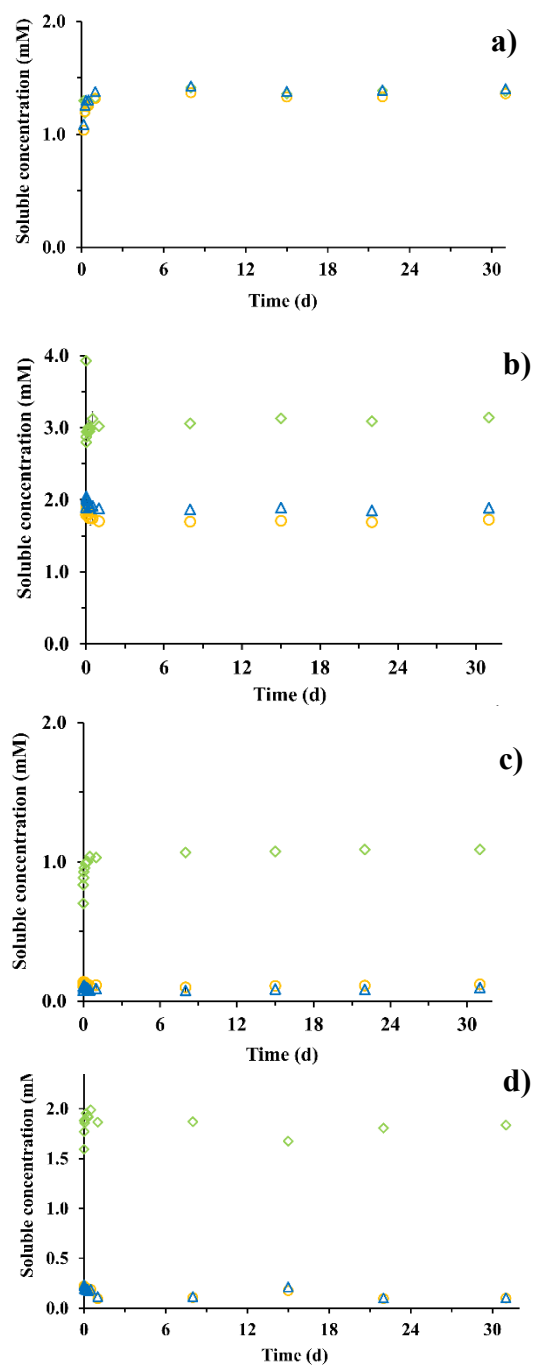 a)
Soluble concentration (mM)
2.0
1.0
0.0
0 6 12 18 24 30
Time (d)
b)
Soluble concentration (mM)
4.0
3.0
2.0
1.0
0.0
0 6 12 18 24 30
Time (d)
c)
Soluble concentration (mM)
2.0
1.0
0.0
0 6 12 18 24 30
Time (d)
d)
Soluble concentration (mM
2.0
1.5
1.0
0.5
0.0
0 6 12 18 24 30
Time (d)